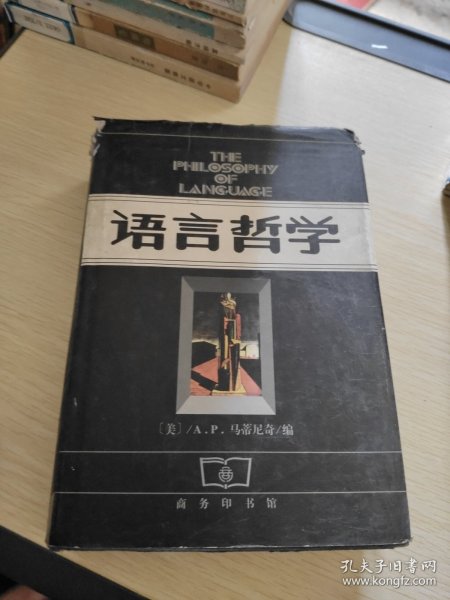 THE
PHILOSOPHY
OF
LANGUAGE
语言哲学
〔美〕/A.P.马蒂尼奇/编
商务印书馆
孔夫子旧书网
www.kongfz.com